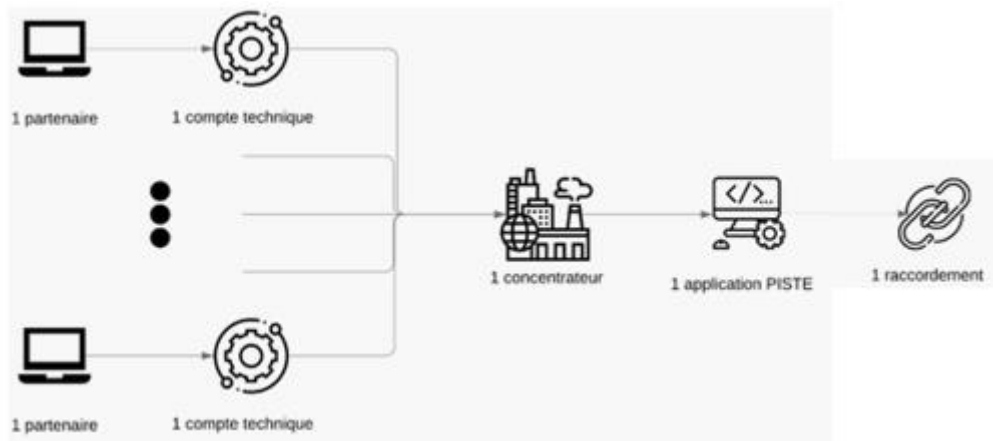 1 partenaire
1 compte technique
1 concentrateur
</>...
1 application PISTE
1 raccordement
1 partenaire
1 compte technique